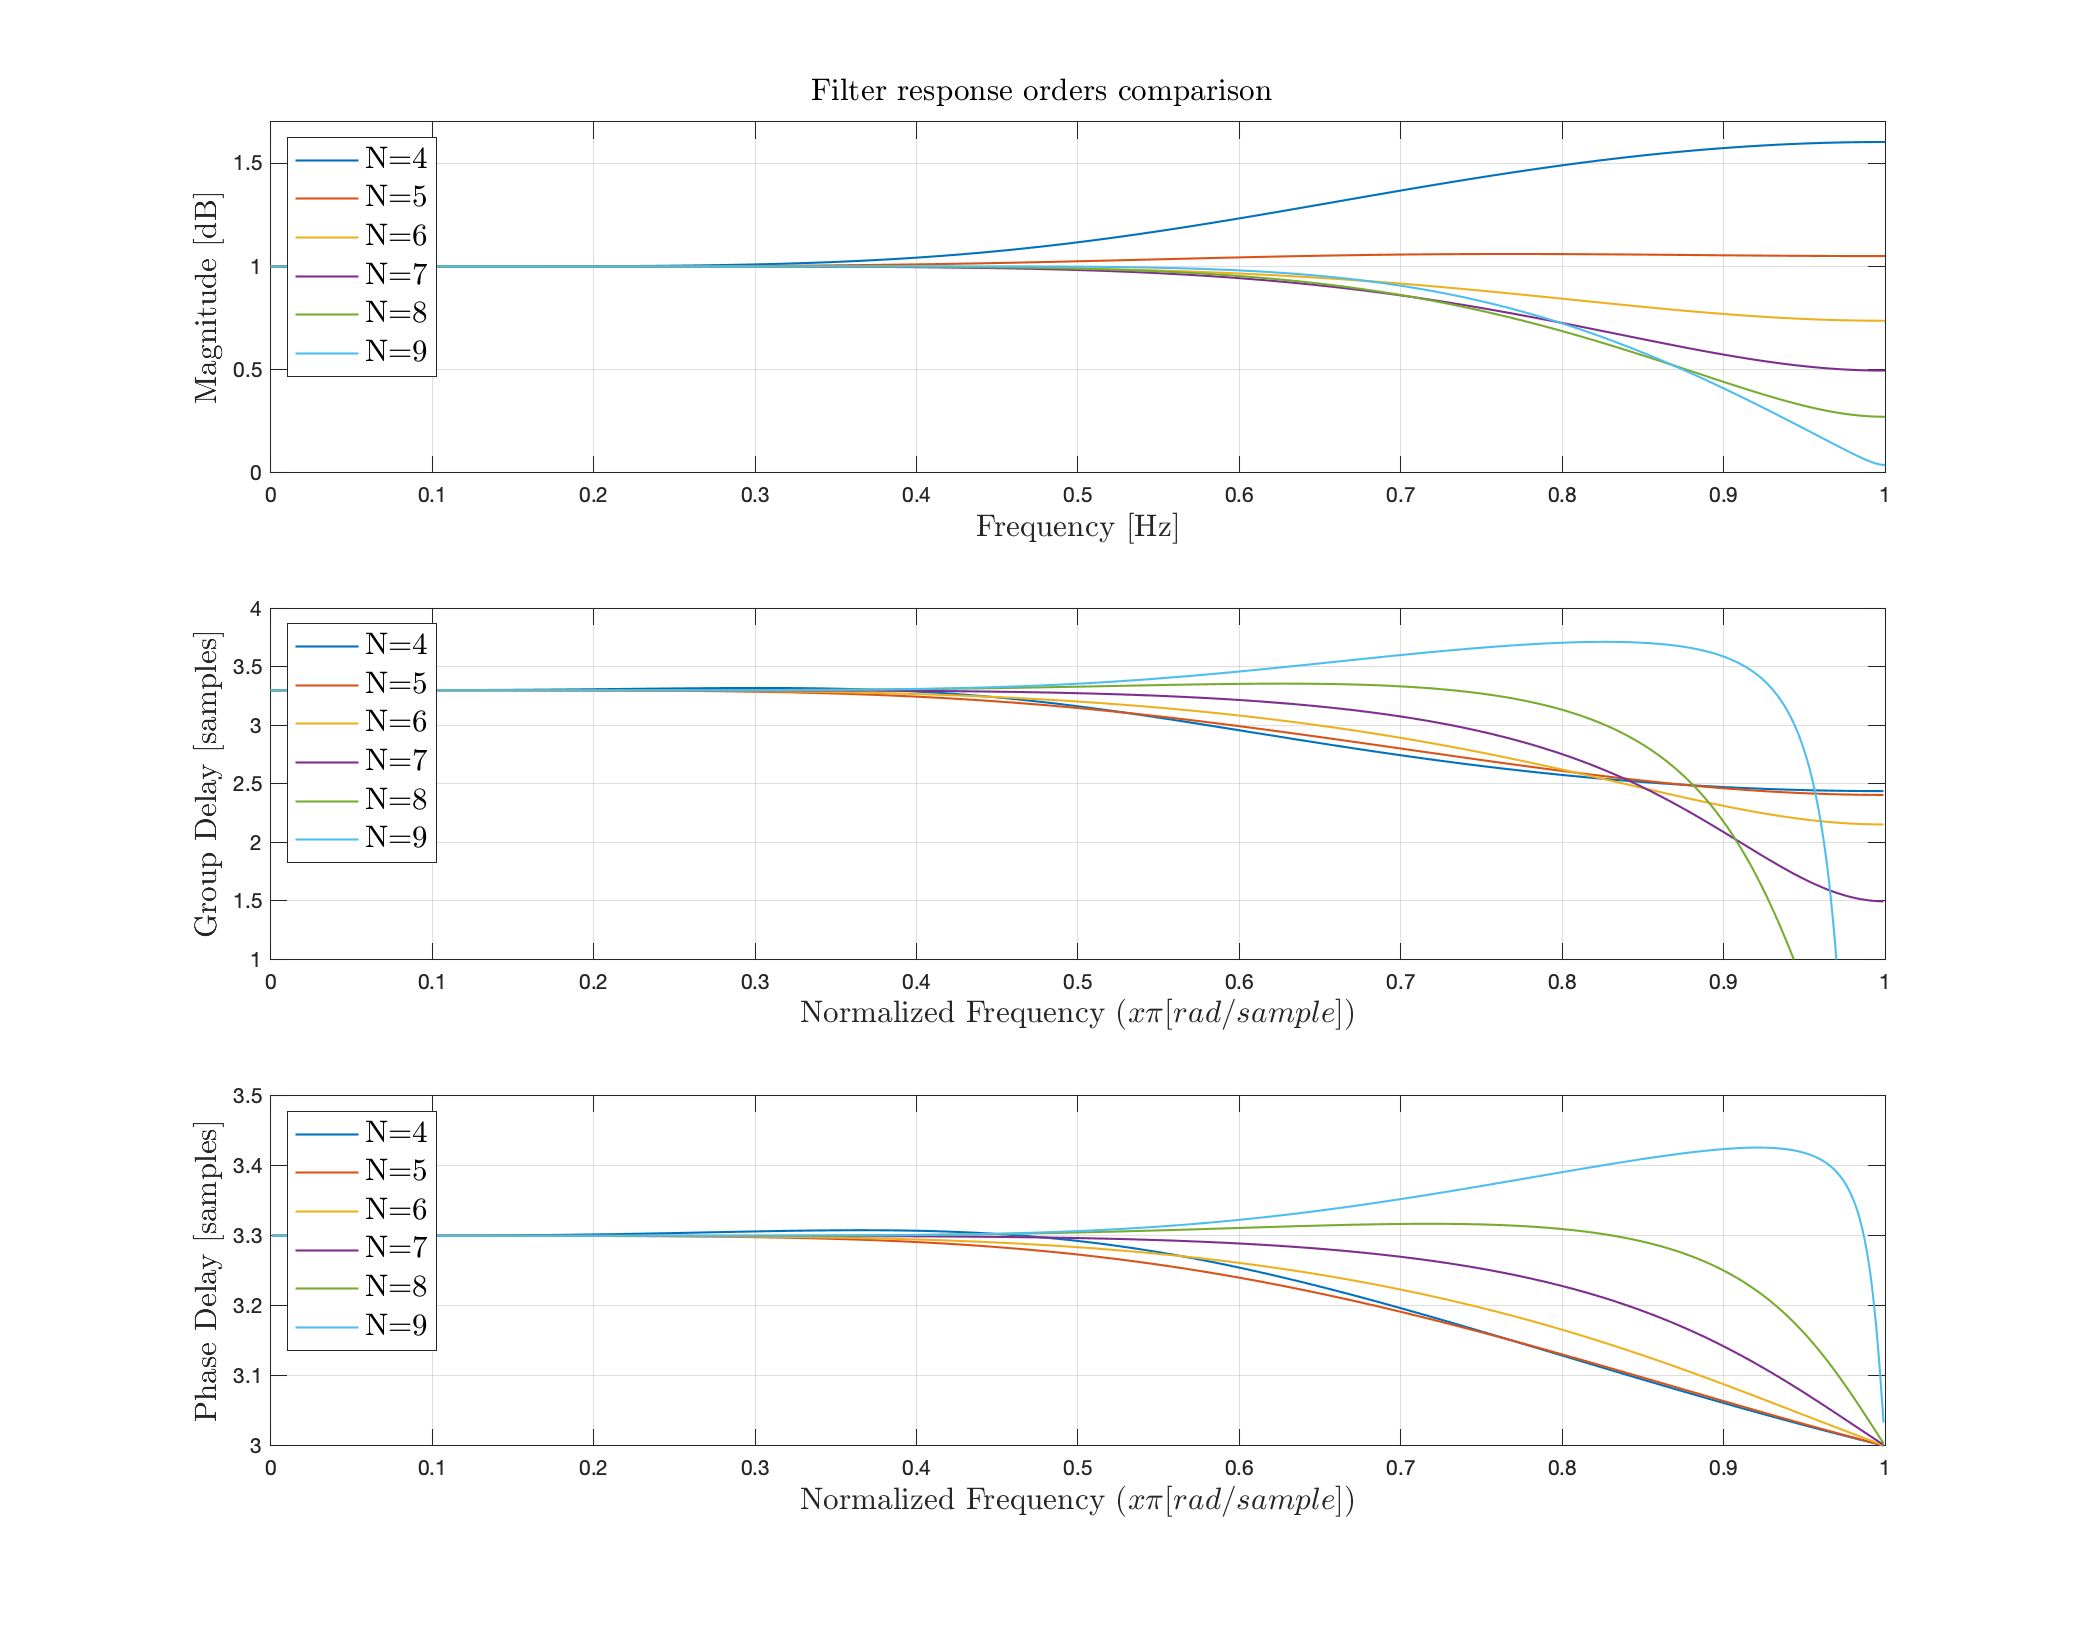 Filter response orders comparison
Magnitude [dB]
1.5
1
0.5
0
N=4
N=5
N=6
N=7
N=8
N=9
0 0.1 0.2 0.3 0.4 0.5 0.6 0.7 0.8 0.9 1
Frequency [Hz]
Group Delay [samples]
4
3.5
3
2.5
2
1.5
1
N=4
N=5
N=6
N=7
N=8
N=9
0 0.1 0.2 0.3 0.4 0.5 0.6 0.7 0.8 0.9 1
Normalized Frequency (xπ[rad/sample])
Phase Delay [samples]
3.5
3.4
3.3
3.2
3.1
3
N=4
N=5
N=6
N=7
N=8
N=9
0 0.1 0.2 0.3 0.4 0.5 0.6 0.7 0.8 0.9 1
Normalized Frequency (xπ[rad/sample])